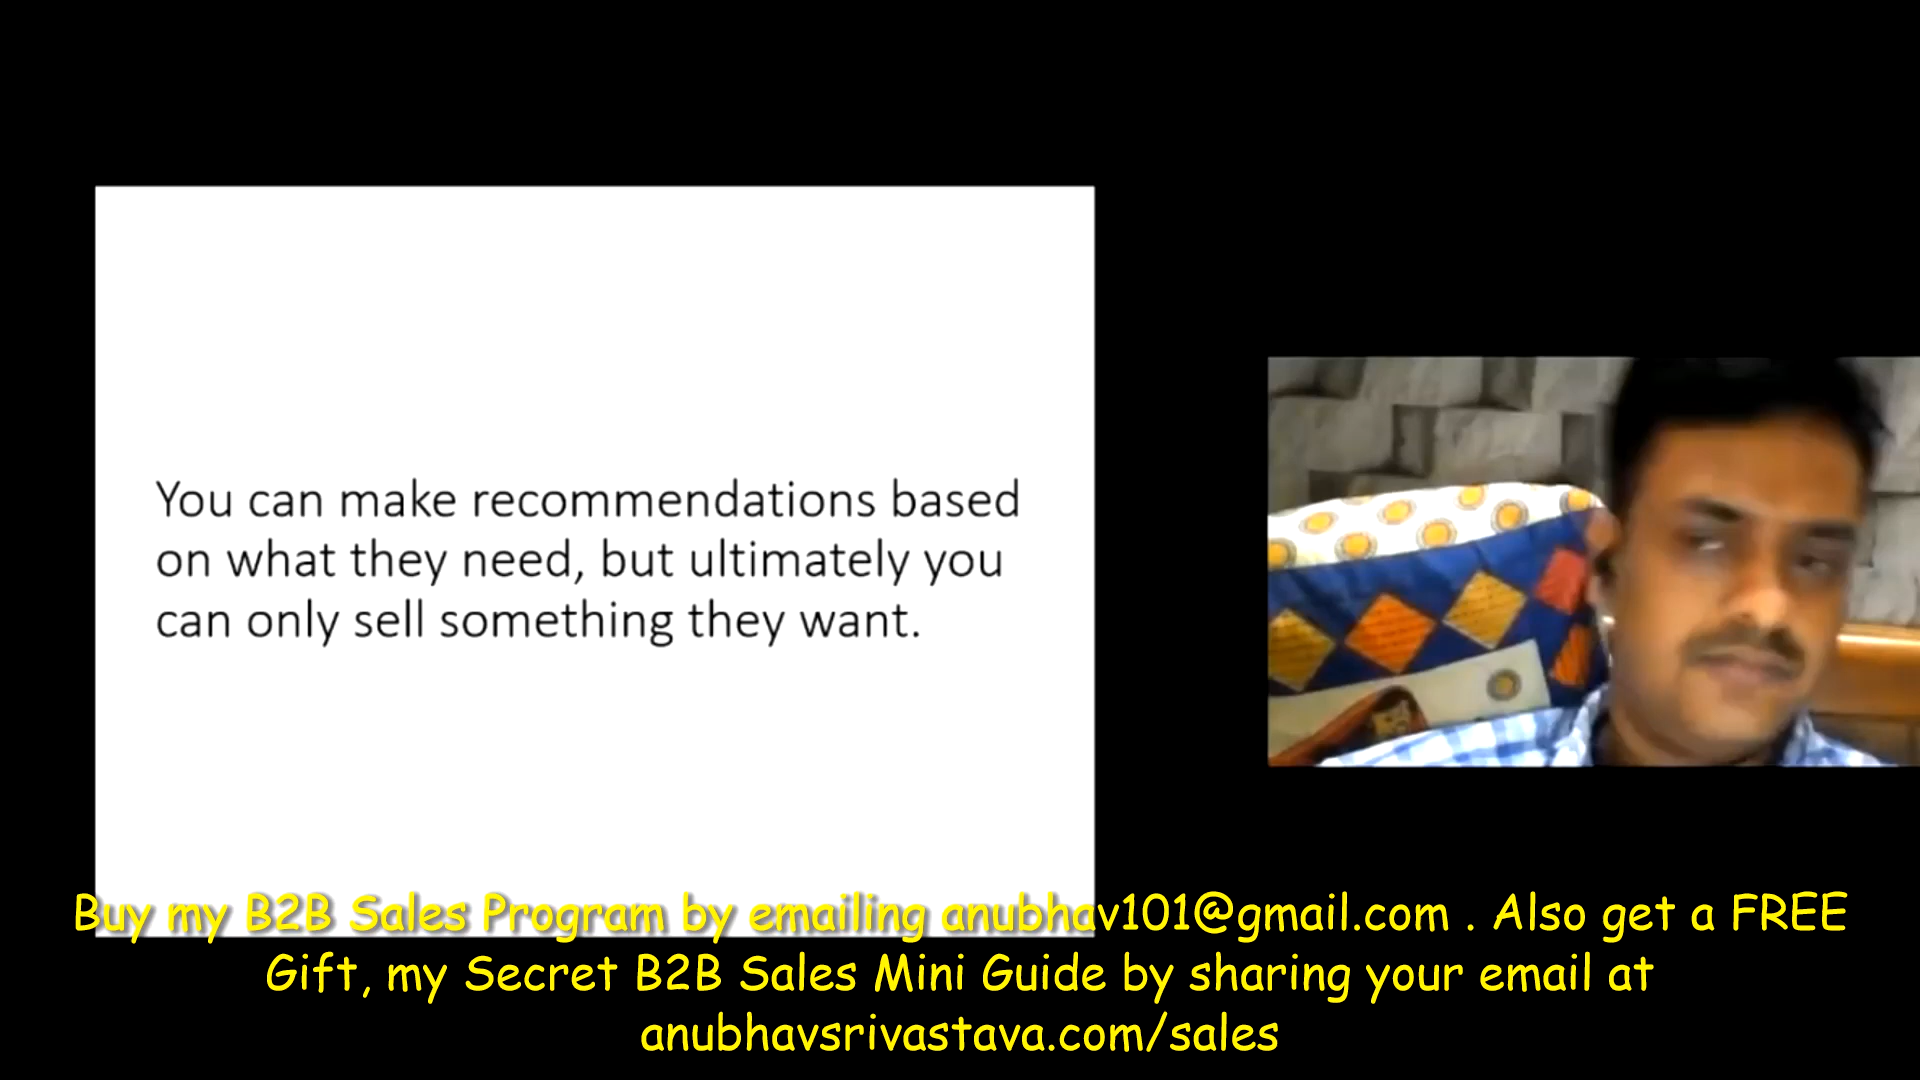 You can make recommendations based
on what they need, but ultimately you
can only sell something they want.
Buy my B2B Sales Program by emailing anubhav101@gmail.com . Also get a FREE
Gift, my Secret B2B Sales Mini Guide by sharing your email at
anubhavsrivastava.com/sales